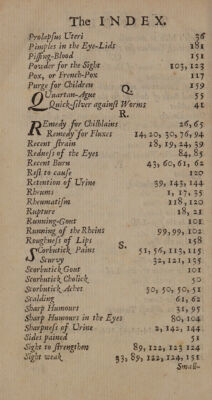 The INDEX.
Prolapsus Uteri 36
Pimples in the Eye-Lids 181
Pissing-Blood 151
Powder for the Sight 103, 123
Pox, or French-Pox 117
Purge for Children 159
Quartan-Ague 55
Quick-silver against Worms 41
R.
REmedy for Chilblains 26, 65
Remedy for Fluxes 14, 20, 30, 76, 94
Recent strain 18, 19, 24, 39
Redness of the Eyes 84, 85
Recent Burn 43, 60, 61, 62
Rest to cause 120
Retention of Urine 39, 143, 144
Rheums 1, 17, 35
Rheumatism 118, 120
Rupture 18, 21
Running-Gout 101
Running of the Rheins 99, 99, 102
Roughness of Lips 158
S.
SCorbutick Pains 51, 56, 113, 115
Scurvy 32, 121, 135
Scorbutick Gout 101
Scorbutick Cholick 50
Scorbutick Aches 50, 50, 50, 51
Scalding 61, 62
Sharp Humours 31, 95
Sharp Humours in the Eyes 80, 104
Sharpness of Urine 2, 142, 144
Sides pained 51
Sight to strengthen 89, 122, 123, 124
Sight weak 33, 89, 122, 124, 151
Small-